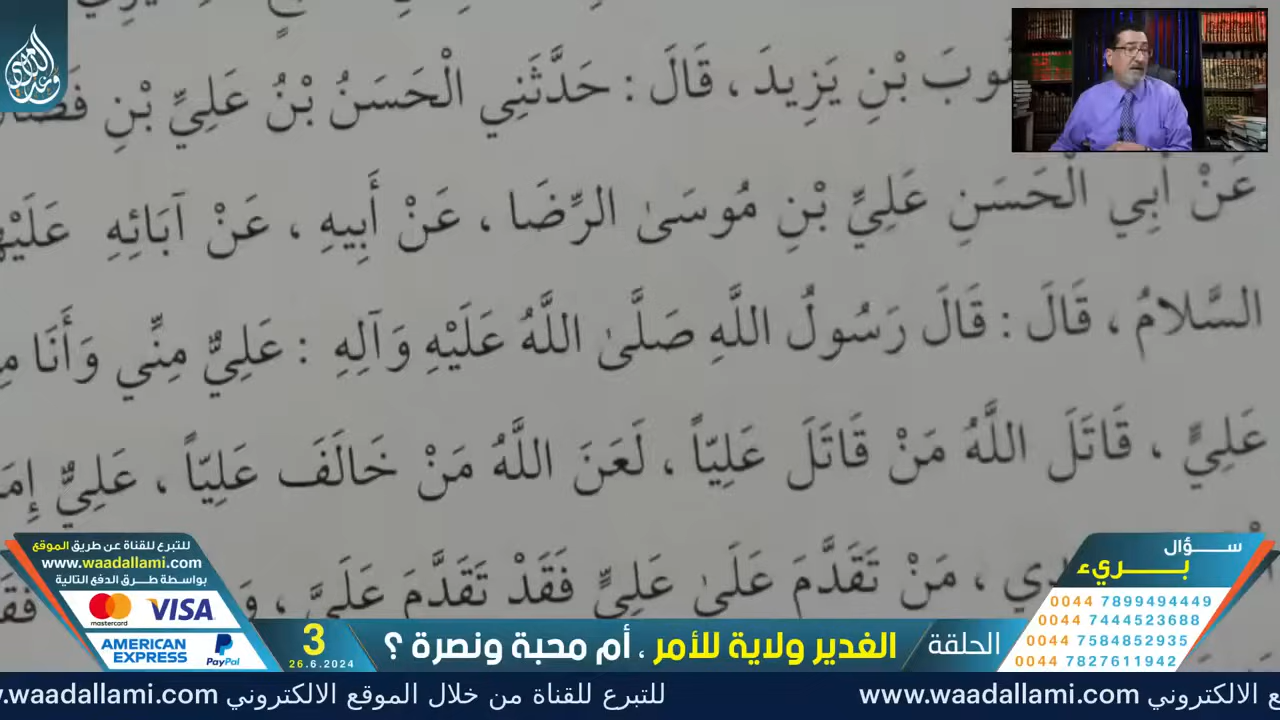 يَزِيدَ ، قَالَ : حَدَّثَنِي الْحَسَنُ بْنُ عَلِيِّ بْنِ
عَنْ أَبِي الْحَسَنِ عَلِيِّ بْنِ مُوسَىٰ الرِّضَا ، عَنْ أَبِيهِ ، عَنْ آبَائِهِ
السَّلامُ ، قَالَ : قَالَ رَسُولُ اللَّهِ صَلَّىٰ اللَّهُ عَلَيْهِ وَآلِهِ : عَلِيٌّ مِنِّي وَأَنَا
عَلِيٍّ ، قَاتَلَ اللَّهُ مَنْ قَاتَلَ عَلِيّاً ، لَعَنَ اللَّهُ مَنْ خَالَفَ عَلِيّاً ، عَلِيٌّ
مَنْ تَقَدَّمَ عَلَىٰ عَلِيٍّ فَقَدْ تَقَدَّمَ عَلَيَّ ،
سؤال
بريء
0044 7899494449
0044 7444523688
0044 7584852935
0044 7827611942
الحلقة
الغدير ولاية للأمر ، أم محبة ونصرة ؟
3
26.6.2024
للتبرع للقناة عن طريق الموقع
www.waadallami.com
بواسطة طرق الدفع التالية
mastercard
VISA
AMERICAN EXPRESS
PayPal
www.waadallami.com للتبرع للقناة من خلال الموقع الالكتروني www.waadallami.com